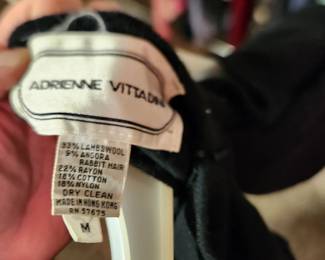 ADRIENNE VITTADINI
33% LAMBSWOOL
9% ANGORA
RABBIT HAIR
22% RAYON
18% COTTON
18% NYLON
DRY CLEAN
MADE IN HONG KONG
RN 57675
M